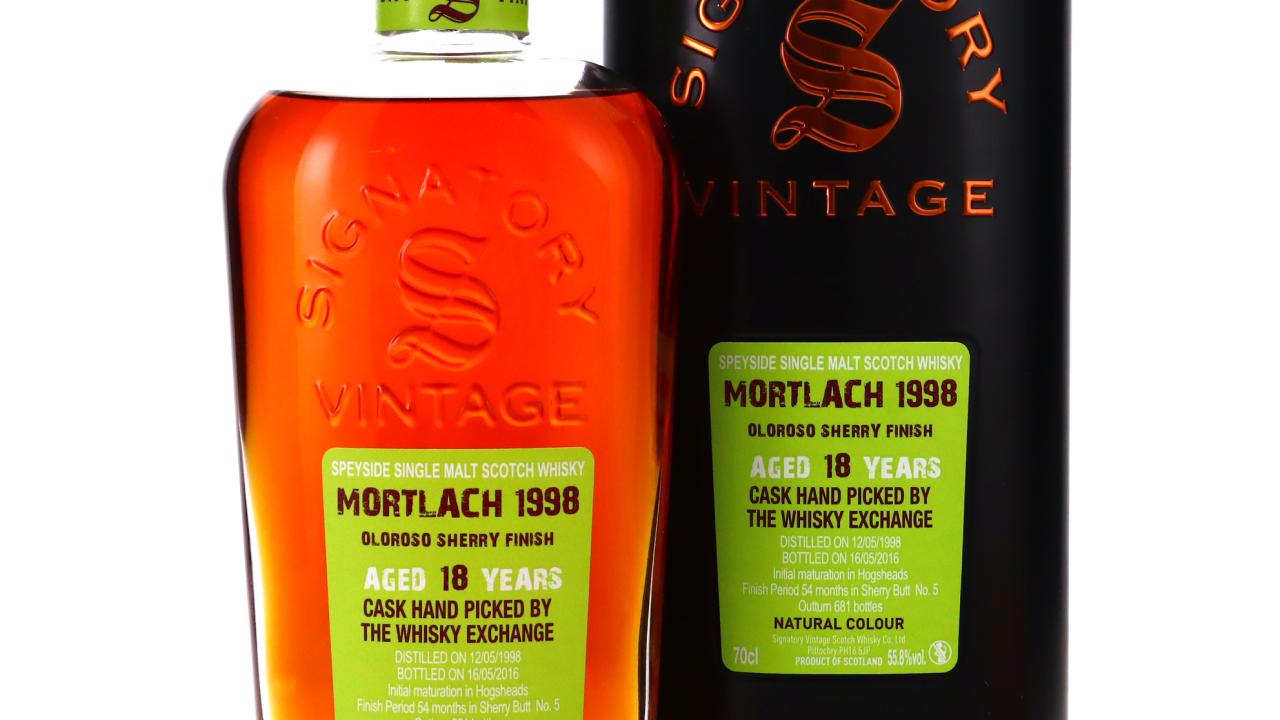 SIGNATORY
S
VINTAGE
SPEYSIDE SINGLE MALT SCOTCH WHISKY
MORTLACH 1998
OLOROSO SHERRY FINISH
AGED 18 YEARS
CASK HAND PICKED BY
THE WHISKY EXCHANGE
DISTILLED ON 12/05/1998
BOTTLED ON 16/05/2016
Initial maturation in Hogsheads
Finish Period 54 months in Sherry Butt No. 5
S
VINTAGE
SPEYSIDE SINGLE MALT SCOTCH WHISKY
MORTLACH 1998
OLOROSO SHERRY FINISH
AGED 18 YEARS
CASK HAND PICKED BY
THE WHISKY EXCHANGE
DISTILLED ON 12/05/1998
BOTTLED ON 16/05/2016
Initial maturation in Hogsheads
Finish Period 54 months in Sherry Butt No. 5
Outturn 681 bottles
NATURAL COLOUR
Signatory Vintage Scotch Whisky Co. Ltd
Pitlochry PH16 5JP
70cl PRODUCT OF SCOTLAND 55.8%vol.